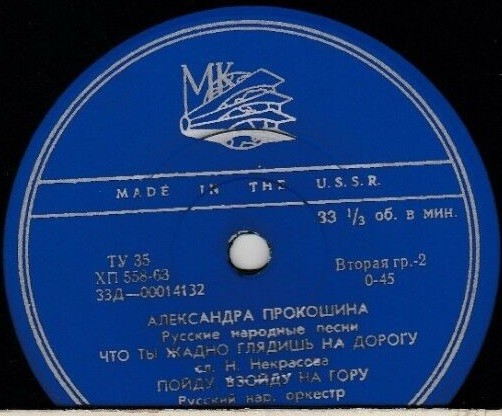 МК
MADE IN THE U.S.S.R.
33 1/3 об. в мин.
ТУ 35
ХП 558-63
33Д—00014132
Вторая гр.-2
0-45
АЛЕКСАНДРА ПРОКОШИНА
Русские народные песни
ЧТО ТЫ ЖАДНО ГЛЯДИШЬ НА ДОРОГУ
сл. Н. Некрасова
ПОЙДУ ВЗОЙДУ НА ГОРУ
Русский нар. оркестр